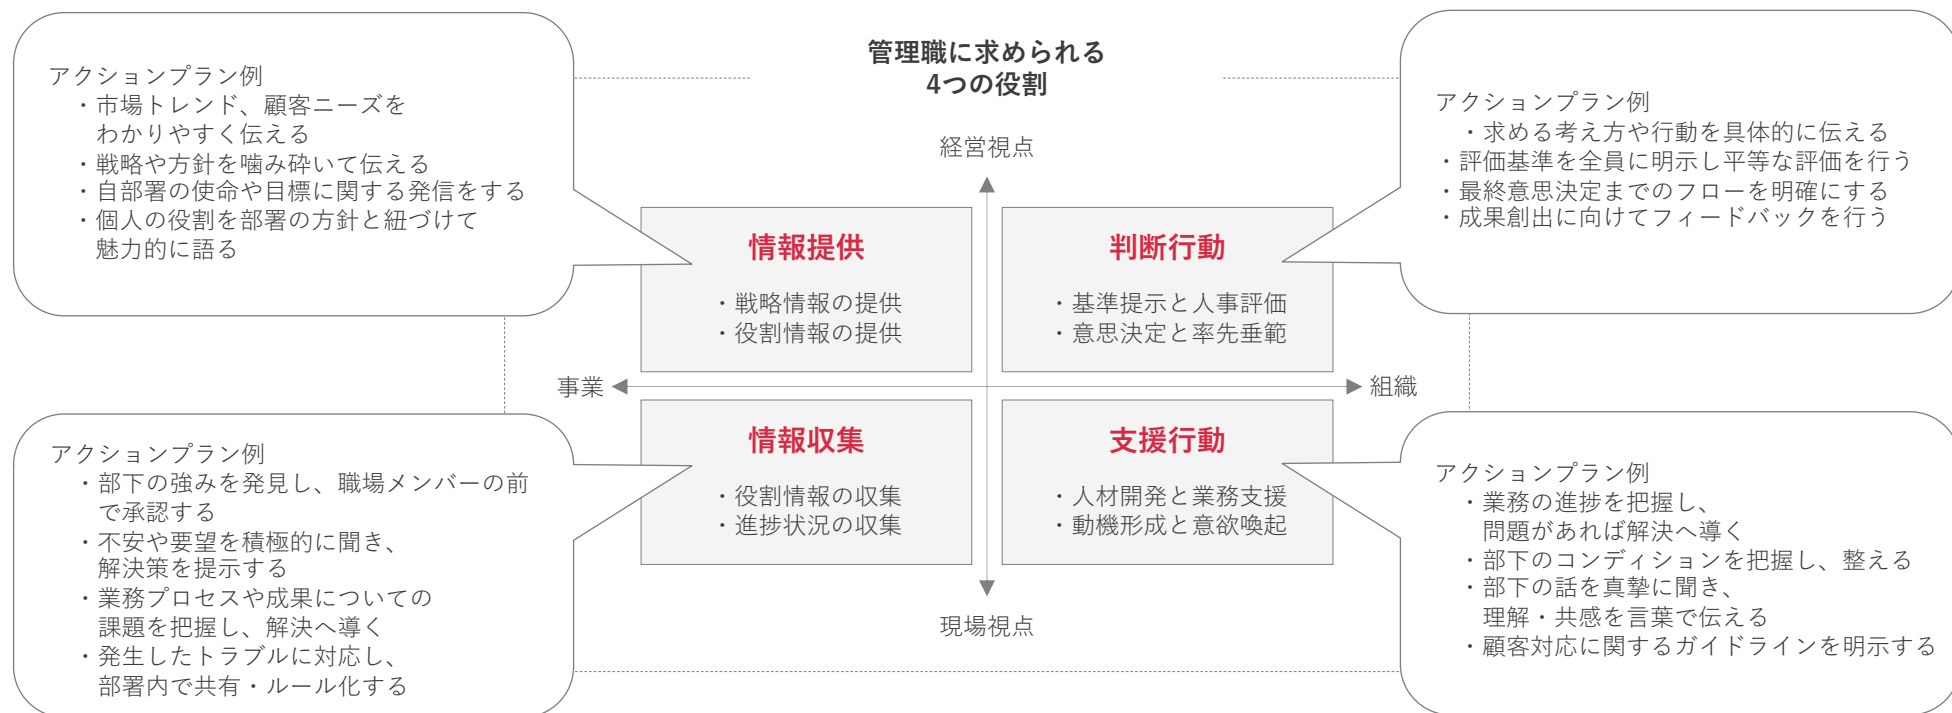 管理職に求められる
4つの役割
アクションプラン例
・市場トレンド、顧客ニーズを
わかりやすく伝える
・戦略や方針を噛み砕いて伝える
・自部署の使命や目標に関する発信をする
・個人の役割を部署の方針と紐づけて
魅力的に語る
アクションプラン例
・求める考え方や行動を具体的に伝える
・評価基準を全員に明示し平等な評価を行う
・最終意思決定までのフローを明確にする
・成果創出に向けてフィードバックを行う
経営視点
情報提供
・戦略情報の提供
・役割情報の提供
判断行動
・基準提示と人事評価
・意思決定と率先垂範
事業
組織
情報収集
・役割情報の収集
・進捗状況の収集
支援行動
・人材開発と業務支援
・動機形成と意欲喚起
現場視点
アクションプラン例
・部下の強みを発見し、職場メンバーの前
で承認する
・不安や要望を積極的に聞き、
解決策を提示する
・業務プロセスや成果についての
課題を把握し、解決へ導く
・発生したトラブルに対応し、
部署内で共有・ルール化する
アクションプラン例
・業務の進捗を把握し、
問題があれば解決へ導く
・部下のコンディションを把握し、整える
・部下の話を真摯に聞き、
理解・共感を言葉で伝える
・顧客対応に関するガイドラインを明示する